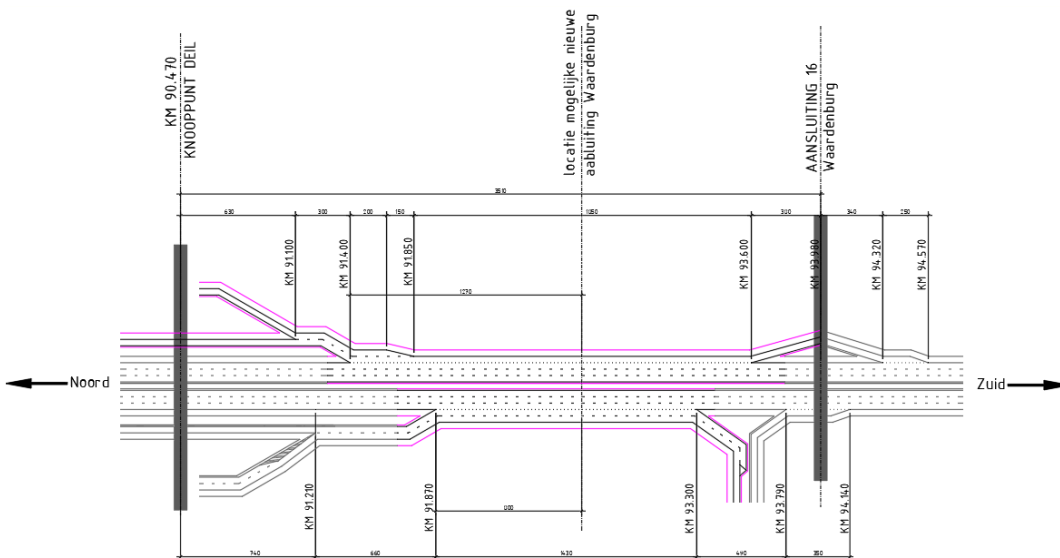 KM 90.470
KNOOPPUNT DEIL
locatie mogelijke nieuwe
aabluiting Waardenburg
AANSLUITING 16
Waardenburg
3510
630
300
200
150
340
250
KM 91.100
KM 91.400
KM 91.850
KM 93.600
KM 93.980
KM 94.320
KM 94.570
1270
Noord
Zuid
KM 91.210
KM 91.870
KM 93.300
KM 93.790
KM 94.140
740
660
1430
490
350